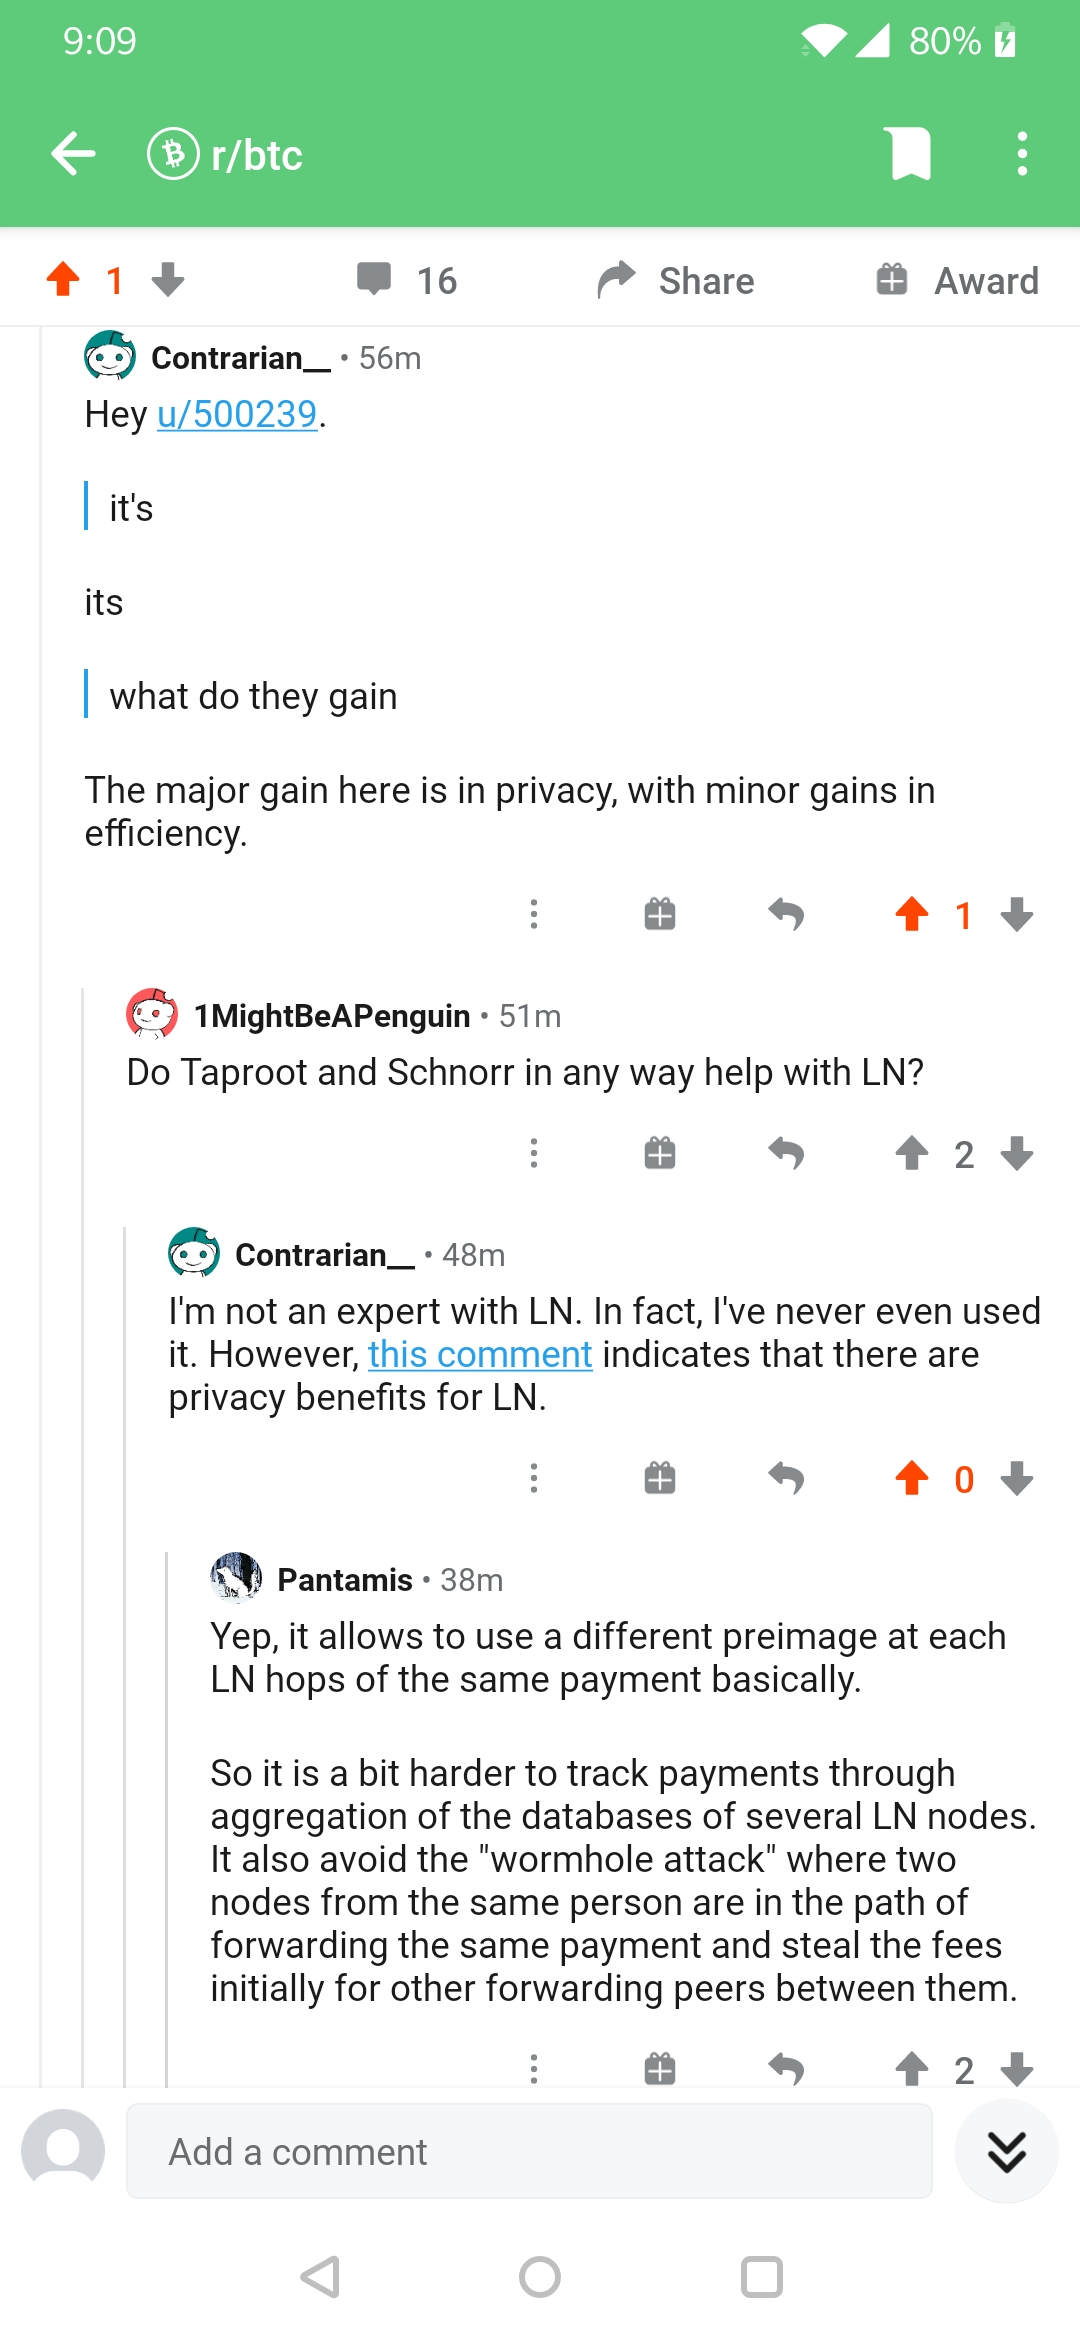 9:09
80%
r/btc
1
16
Share
Award
Contrarian__ • 56m
Hey u/500239.
it's
its
what do they gain
The major gain here is in privacy, with minor gains in
efficiency.
1
1MightBeAPenguin • 51m
Do Taproot and Schnorr in any way help with LN?
2
Contrarian__ • 48m
I'm not an expert with LN. In fact, I've never even used
it. However, this comment indicates that there are
privacy benefits for LN.
0
Pantamis • 38m
Yep, it allows to use a different preimage at each
LN hops of the same payment basically.
So it is a bit harder to track payments through
aggregation of the databases of several LN nodes.
It also avoid the "wormhole attack" where two
nodes from the same person are in the path of
forwarding the same payment and steal the fees
initially for other forwarding peers between them.
2
Add a comment